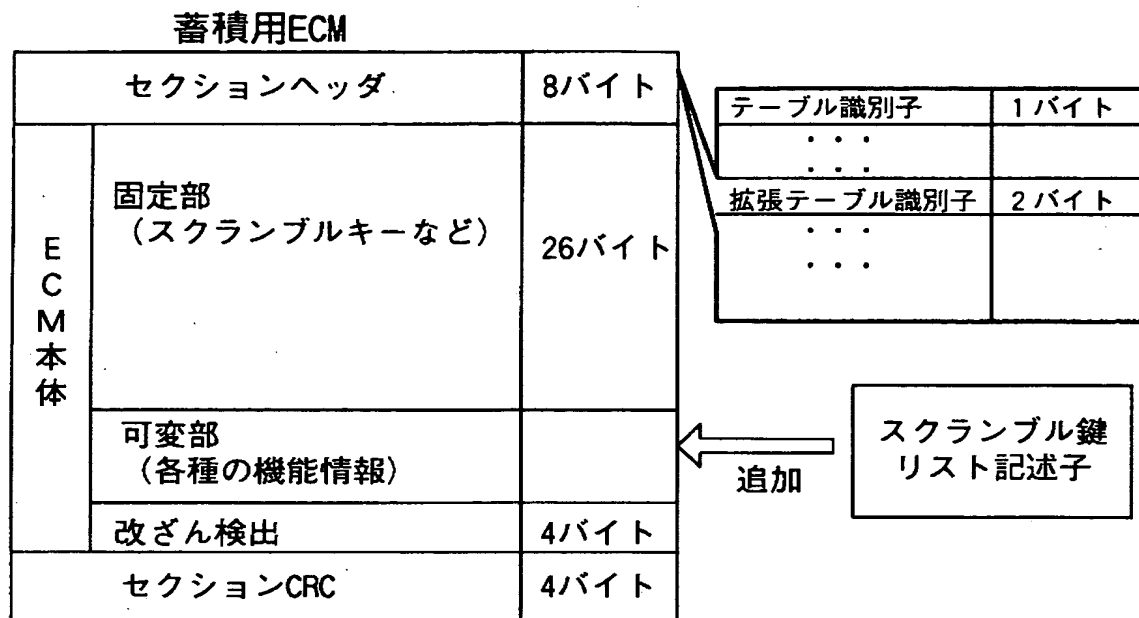 蓄積用ECM
セクションヘッダ 8バイト
テーブル識別子 1バイト
・・・
・・・
拡張テーブル識別子 2バイト
・・・
・・・
ECM本体
固定部
(スクランブルキーなど) 26バイト
可変部
(各種の機能情報)
追加
スクランブル鍵
リスト記述子
改ざん検出 4バイト
セクションCRC 4バイト